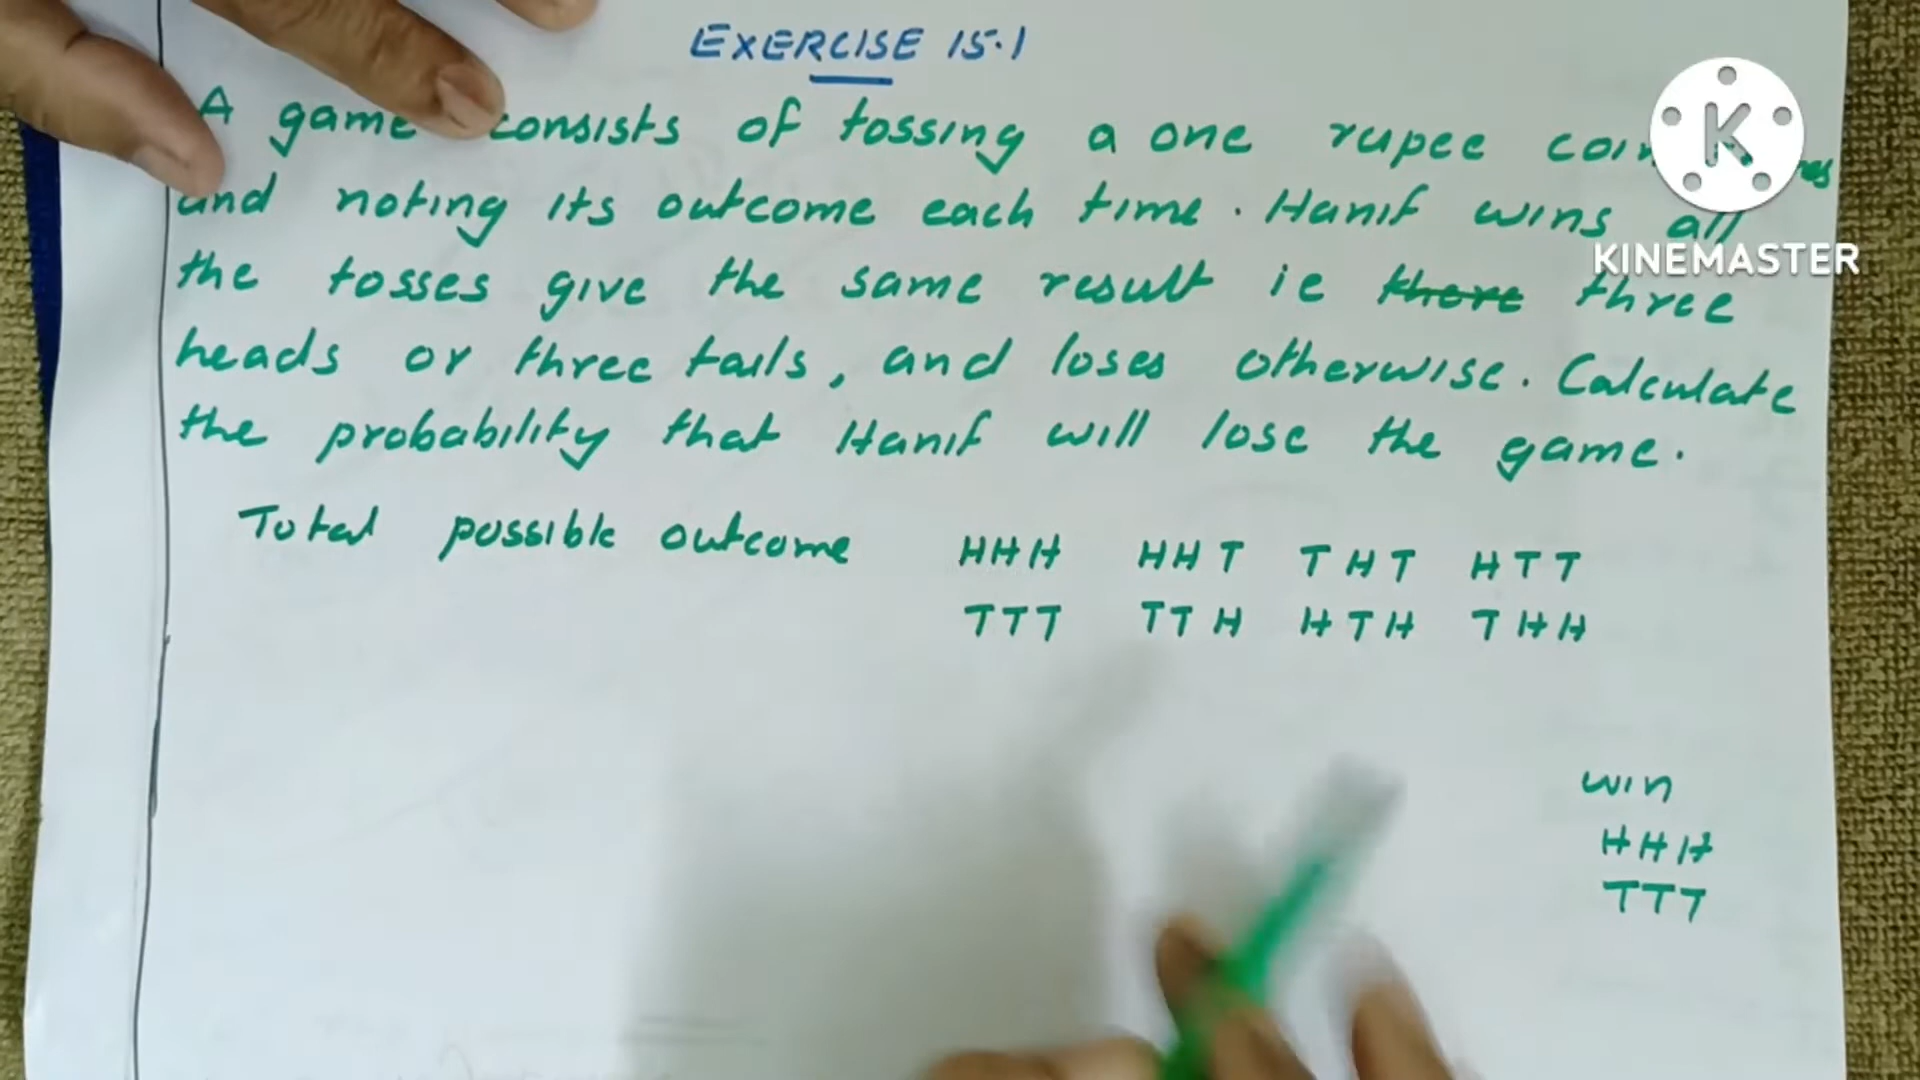 EXERCISE 15.1
A game consists of tossing a one rupee
and noting its outcome each time. Hanif wins all
the tosses give the same result ie there three
heads or three tails, and loses otherwise. Calculate
the probability that Hanif will lose the game.
Total possible outcome HHH HHT THT HTT
TTT TTH HTH THH
win
HHH
TTT
K
KINEMASTER